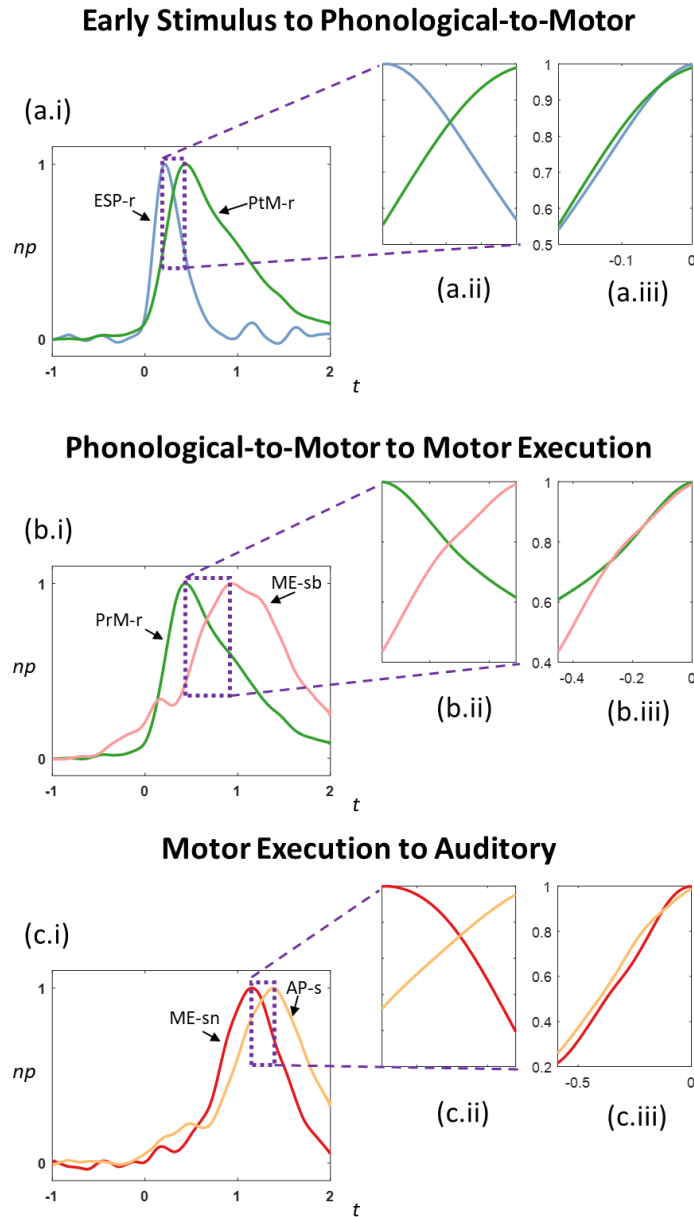 Early Stimulus to Phonological-to-Motor
(a.i)
ESP-r
PtM-r
np
1
0
-1
0
1
2
t
(a.ii)
1
0.9
0.8
0.7
0.6
0.5
-0.1
0
(a.iii)
Phonological-to-Motor to Motor Execution
(b.i)
PrM-r
ME-sb
np
1
0
-1
0
1
2
t
(b.ii)
1
0.8
0.6
0.4
-0.4
-0.2
0
(b.iii)
Motor Execution to Auditory
(c.i)
ME-sn
AP-s
np
1
0
-1
0
1
2
t
(c.ii)
1
0.8
0.6
0.4
0.2
-0.5
0
(c.iii)